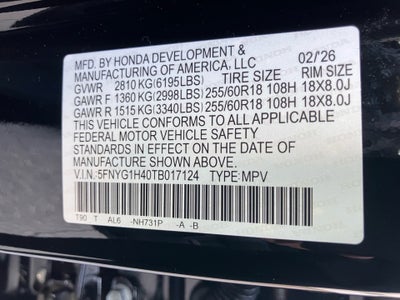 MFD. BY HONDA DEVELOPMENT &
MANUFACTURING OF AMERICA, LLC 02/'26
GVWR 2810 KG(6195LBS) TIRE SIZE RIM SIZE
GAWR F 1360 KG(2998LBS) 255/60R18 108H 18X8.0J
GAWR R 1515 KG(3340LBS) 255/60R18 108H 18X8.0J
THIS VEHICLE CONFORMS TO ALL APPLICABLE
FEDERAL MOTOR VEHICLE SAFETY
STANDARDS IN EFFECT ON THE DATE OF
MANUFACTURE SHOWN ABOVE.
V.I.N.:5FNYG1H40TB017124 TYPE:MPV
T90 T AL6 -NH731P -A -B